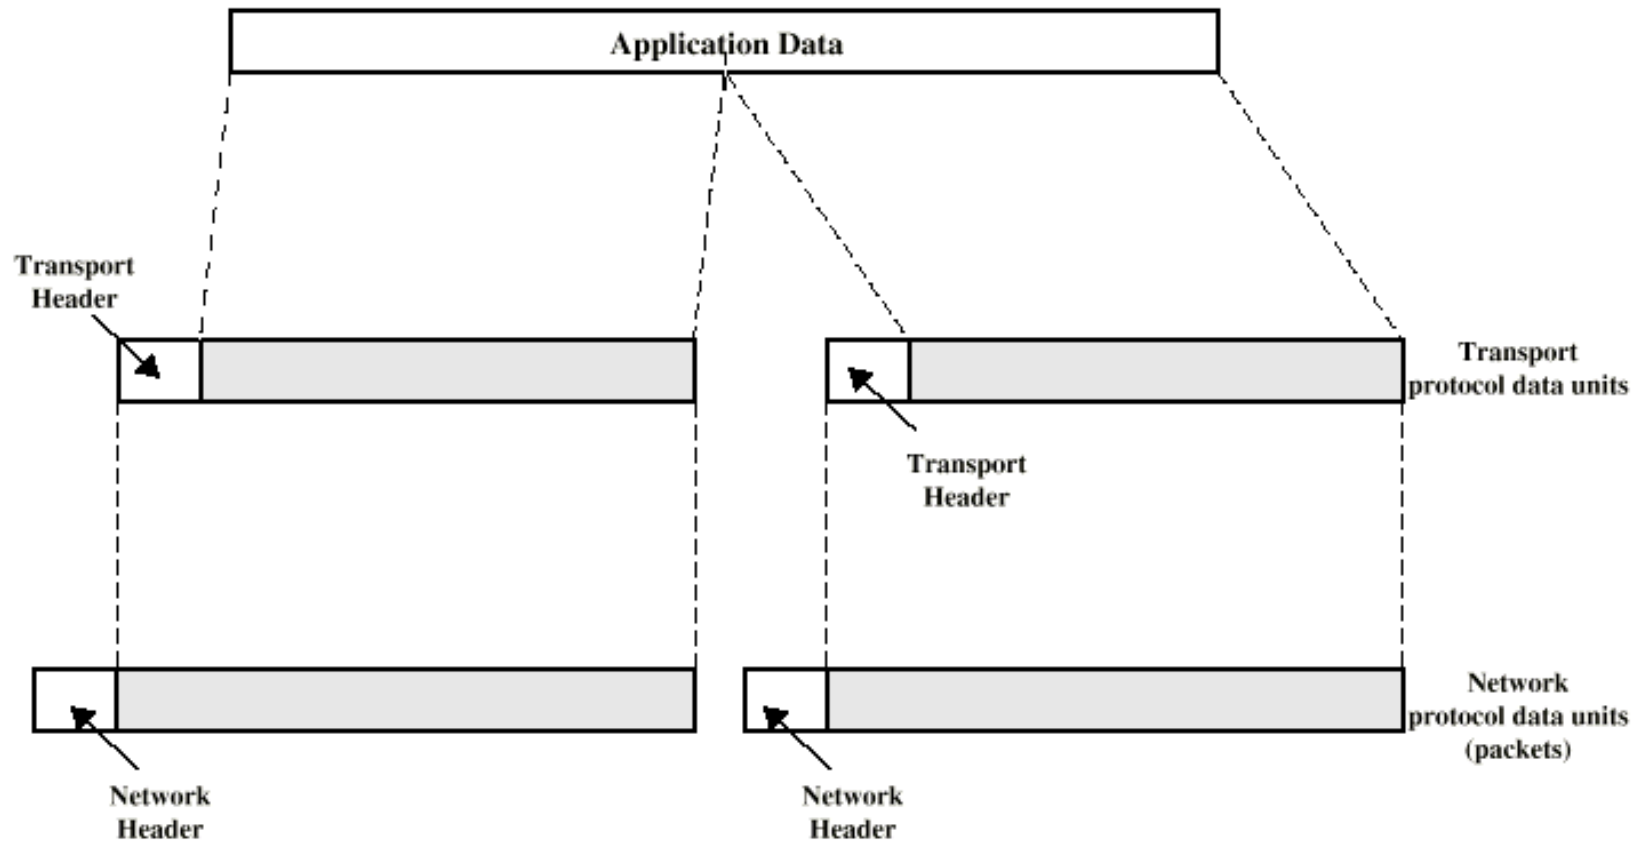 Application Data
Transport
Header
Transport
protocol data units
Transport
Header
Network
protocol data units
(packets)
Network
Header
Network
Header